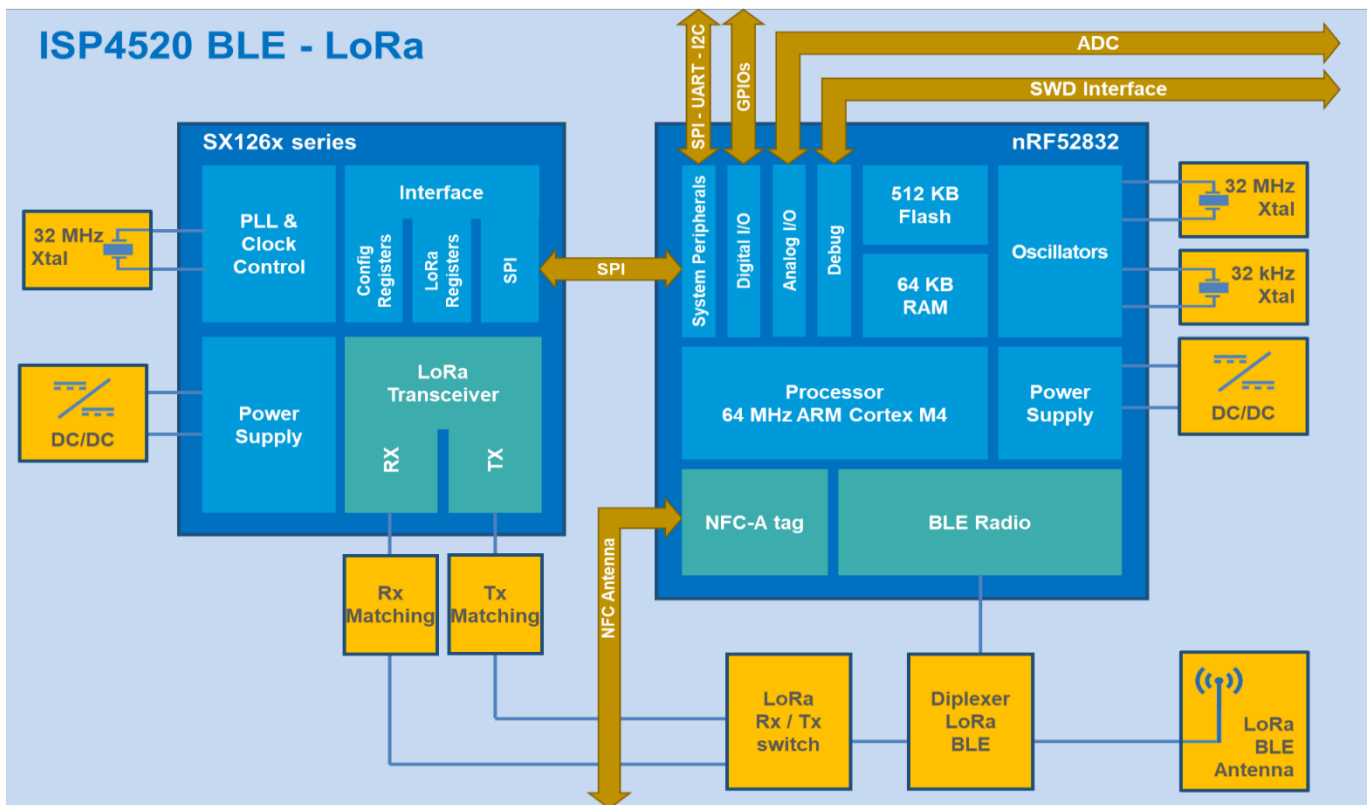 ISP4520 BLE - LoRa
SPI - UART - I2C
GPIOs
ADC
SWD Interface
SX126x series
nRF52832
PLL &
Clock
Control
Interface
Config
Registers
LoRa
Registers
SPI
32 MHz
Xtal
SPI
System Peripherals
Digital I/O
Analog I/O
Debug
512 KB
Flash
64 KB
RAM
Oscillators
32 MHz
Xtal
32 kHz
Xtal
DC/DC
Power
Supply
LoRa
Transceiver
RX
TX
Processor
64 MHz ARM Cortex M4
Power
Supply
DC/DC
NFC-A tag
BLE Radio
Rx
Matching
Tx
Matching
NFC Antenna
LoRa
Rx / Tx
switch
Diplexer
LoRa
BLE
LoRa
BLE
Antenna